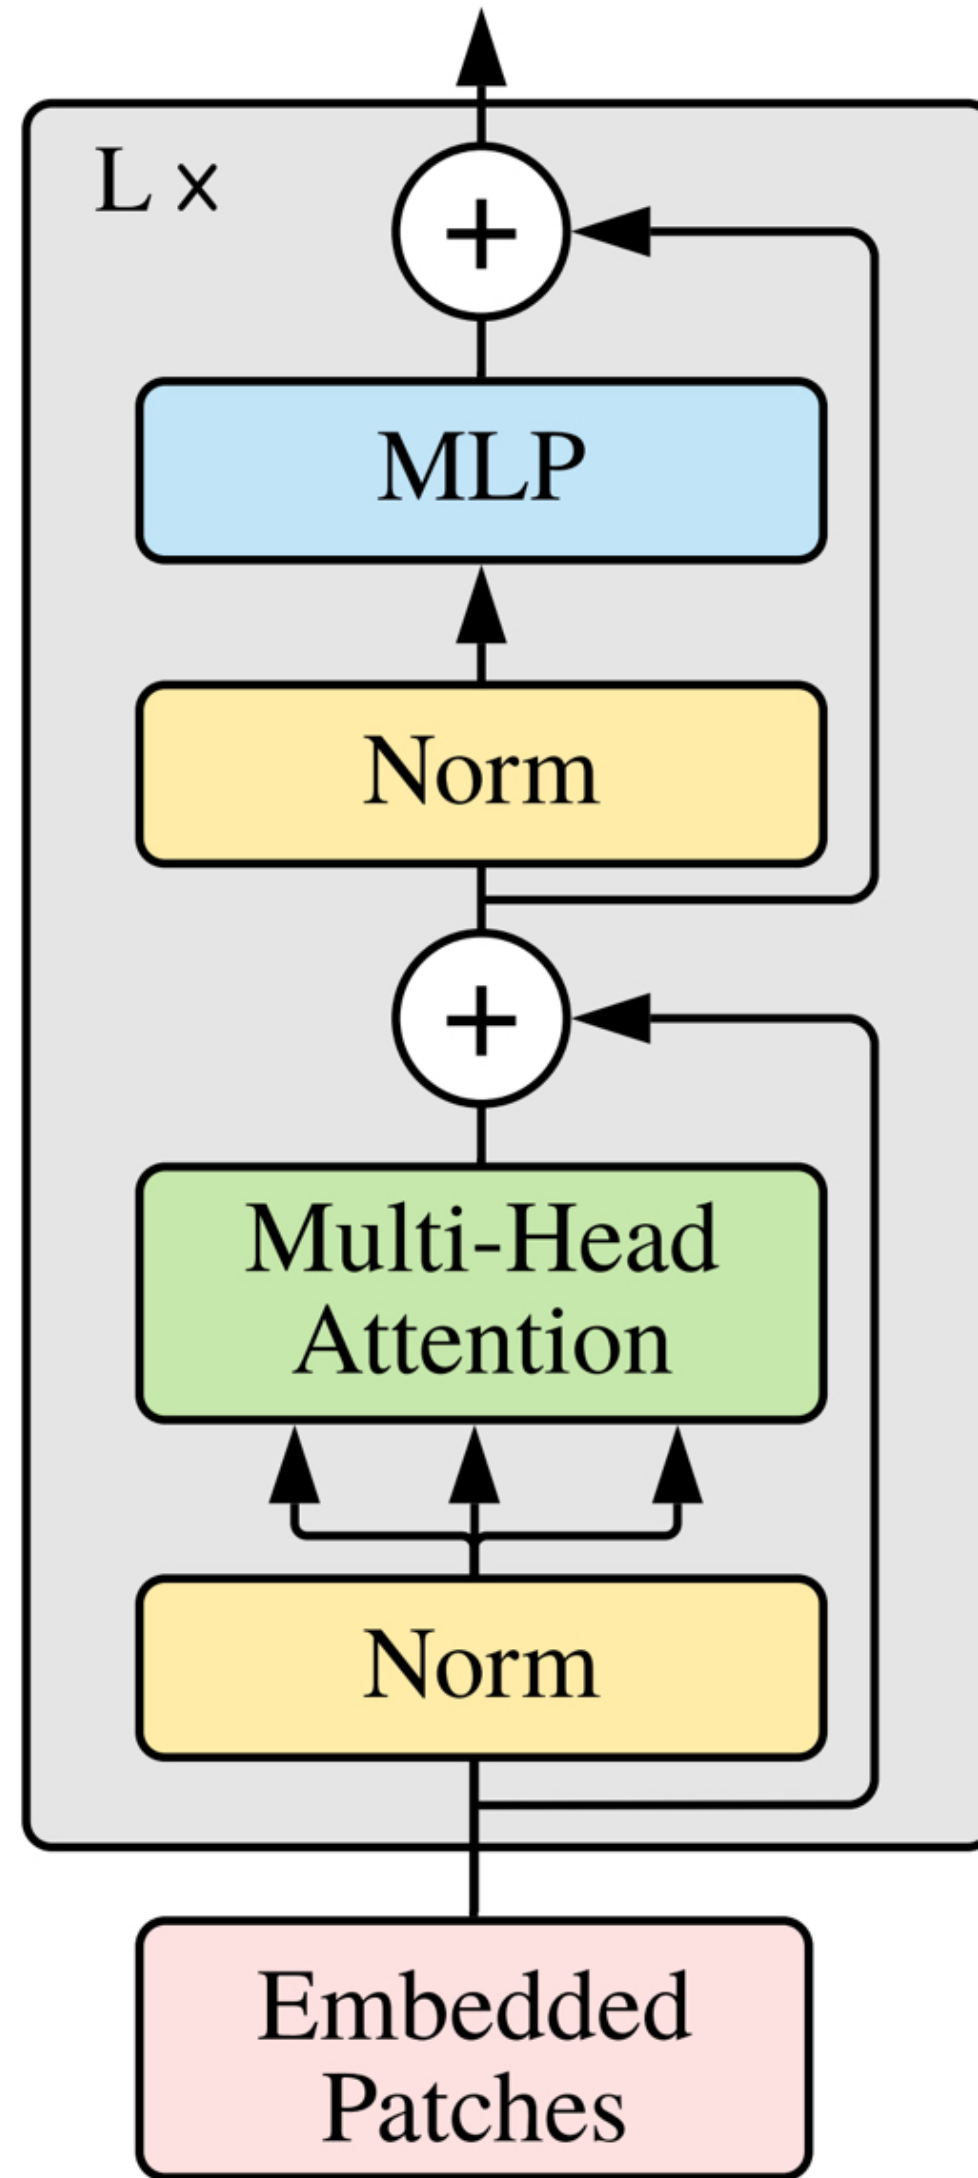 L ×
+
MLP
Norm
+
Multi-Head
Attention
Norm
Embedded
Patches